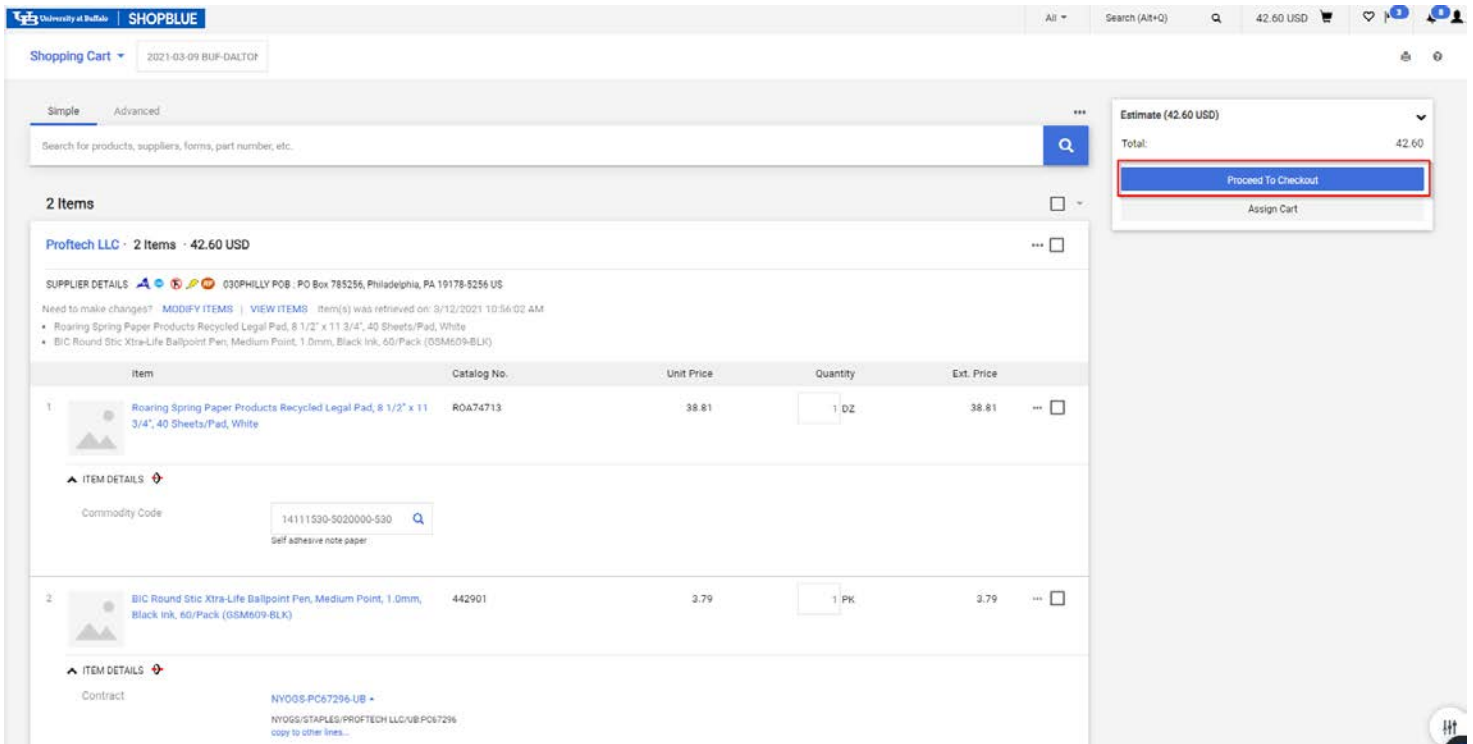 University at Buffalo SHOPBLUE
All Search (Alt+Q) 42.60 USD 3 8
Shopping Cart 2021-03-09 BUF-DALTON
Simple Advanced
Search for products, suppliers, forms, part number, etc.
2 Items
Proftech LLC · 2 Items · 42.60 USD
SUPPLIER DETAILS 030PHILLY POB : PO Box 785256, Philadelphia, PA 19178-5256 US
Need to make changes? MODIFY ITEMS | VIEW ITEMS Item(s) was retrieved on: 3/12/2021 10:56:02 AM
• Roaring Spring Paper Products Recycled Legal Pad, 8 1/2" x 11 3/4", 40 Sheets/Pad, White
• BIC Round Stic Xtra-Life Ballpoint Pen, Medium Point, 1.0mm, Black Ink, 60/Pack (GSM609-BLK)
Item Catalog No. Unit Price Quantity Ext. Price
1 Roaring Spring Paper Products Recycled Legal Pad, 8 1/2" x 11 ROA74713 38.81 1 DZ 38.81
3/4", 40 Sheets/Pad, White
ITEM DETAILS
Commodity Code 14111530-5020000-530
Self adhesive note paper
2 BIC Round Stic Xtra-Life Ballpoint Pen, Medium Point, 1.0mm, 442901 3.79 1 PK 3.79
Black Ink, 60/Pack (GSM609-BLK)
ITEM DETAILS
Contract NYOGS-PC67296-UB
NYOGS/STAPLES/PROFTECH LLC/UB:PC67296
copy to other lines...
Estimate (42.60 USD)
Total: 42.60
Proceed To Checkout
Assign Cart